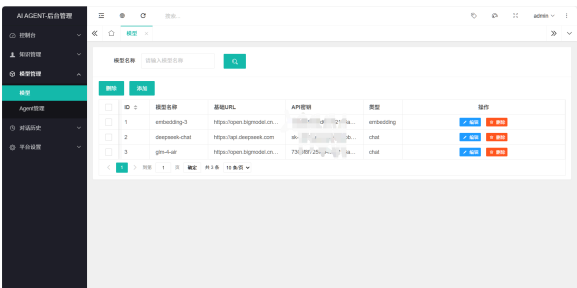 AI AGENT-后台管理
搜索...
admin
控制台
模型
知识管理
模型名称 请输入模型名称
模型管理
删除 添加
模型
ID 模型名称 基础URL API密钥 类型 操作
Agent管理
1 embedding-3 https://open.bigmodel.cn... embedding 编辑 删除
对话历史
2 deepseek-chat https://api.deepseek.com chat 编辑 删除
平台设置
3 glm-4-air https://open.bigmodel.cn... chat 编辑 删除
1 到第 1 页 确定 共 3 条 10 条/页